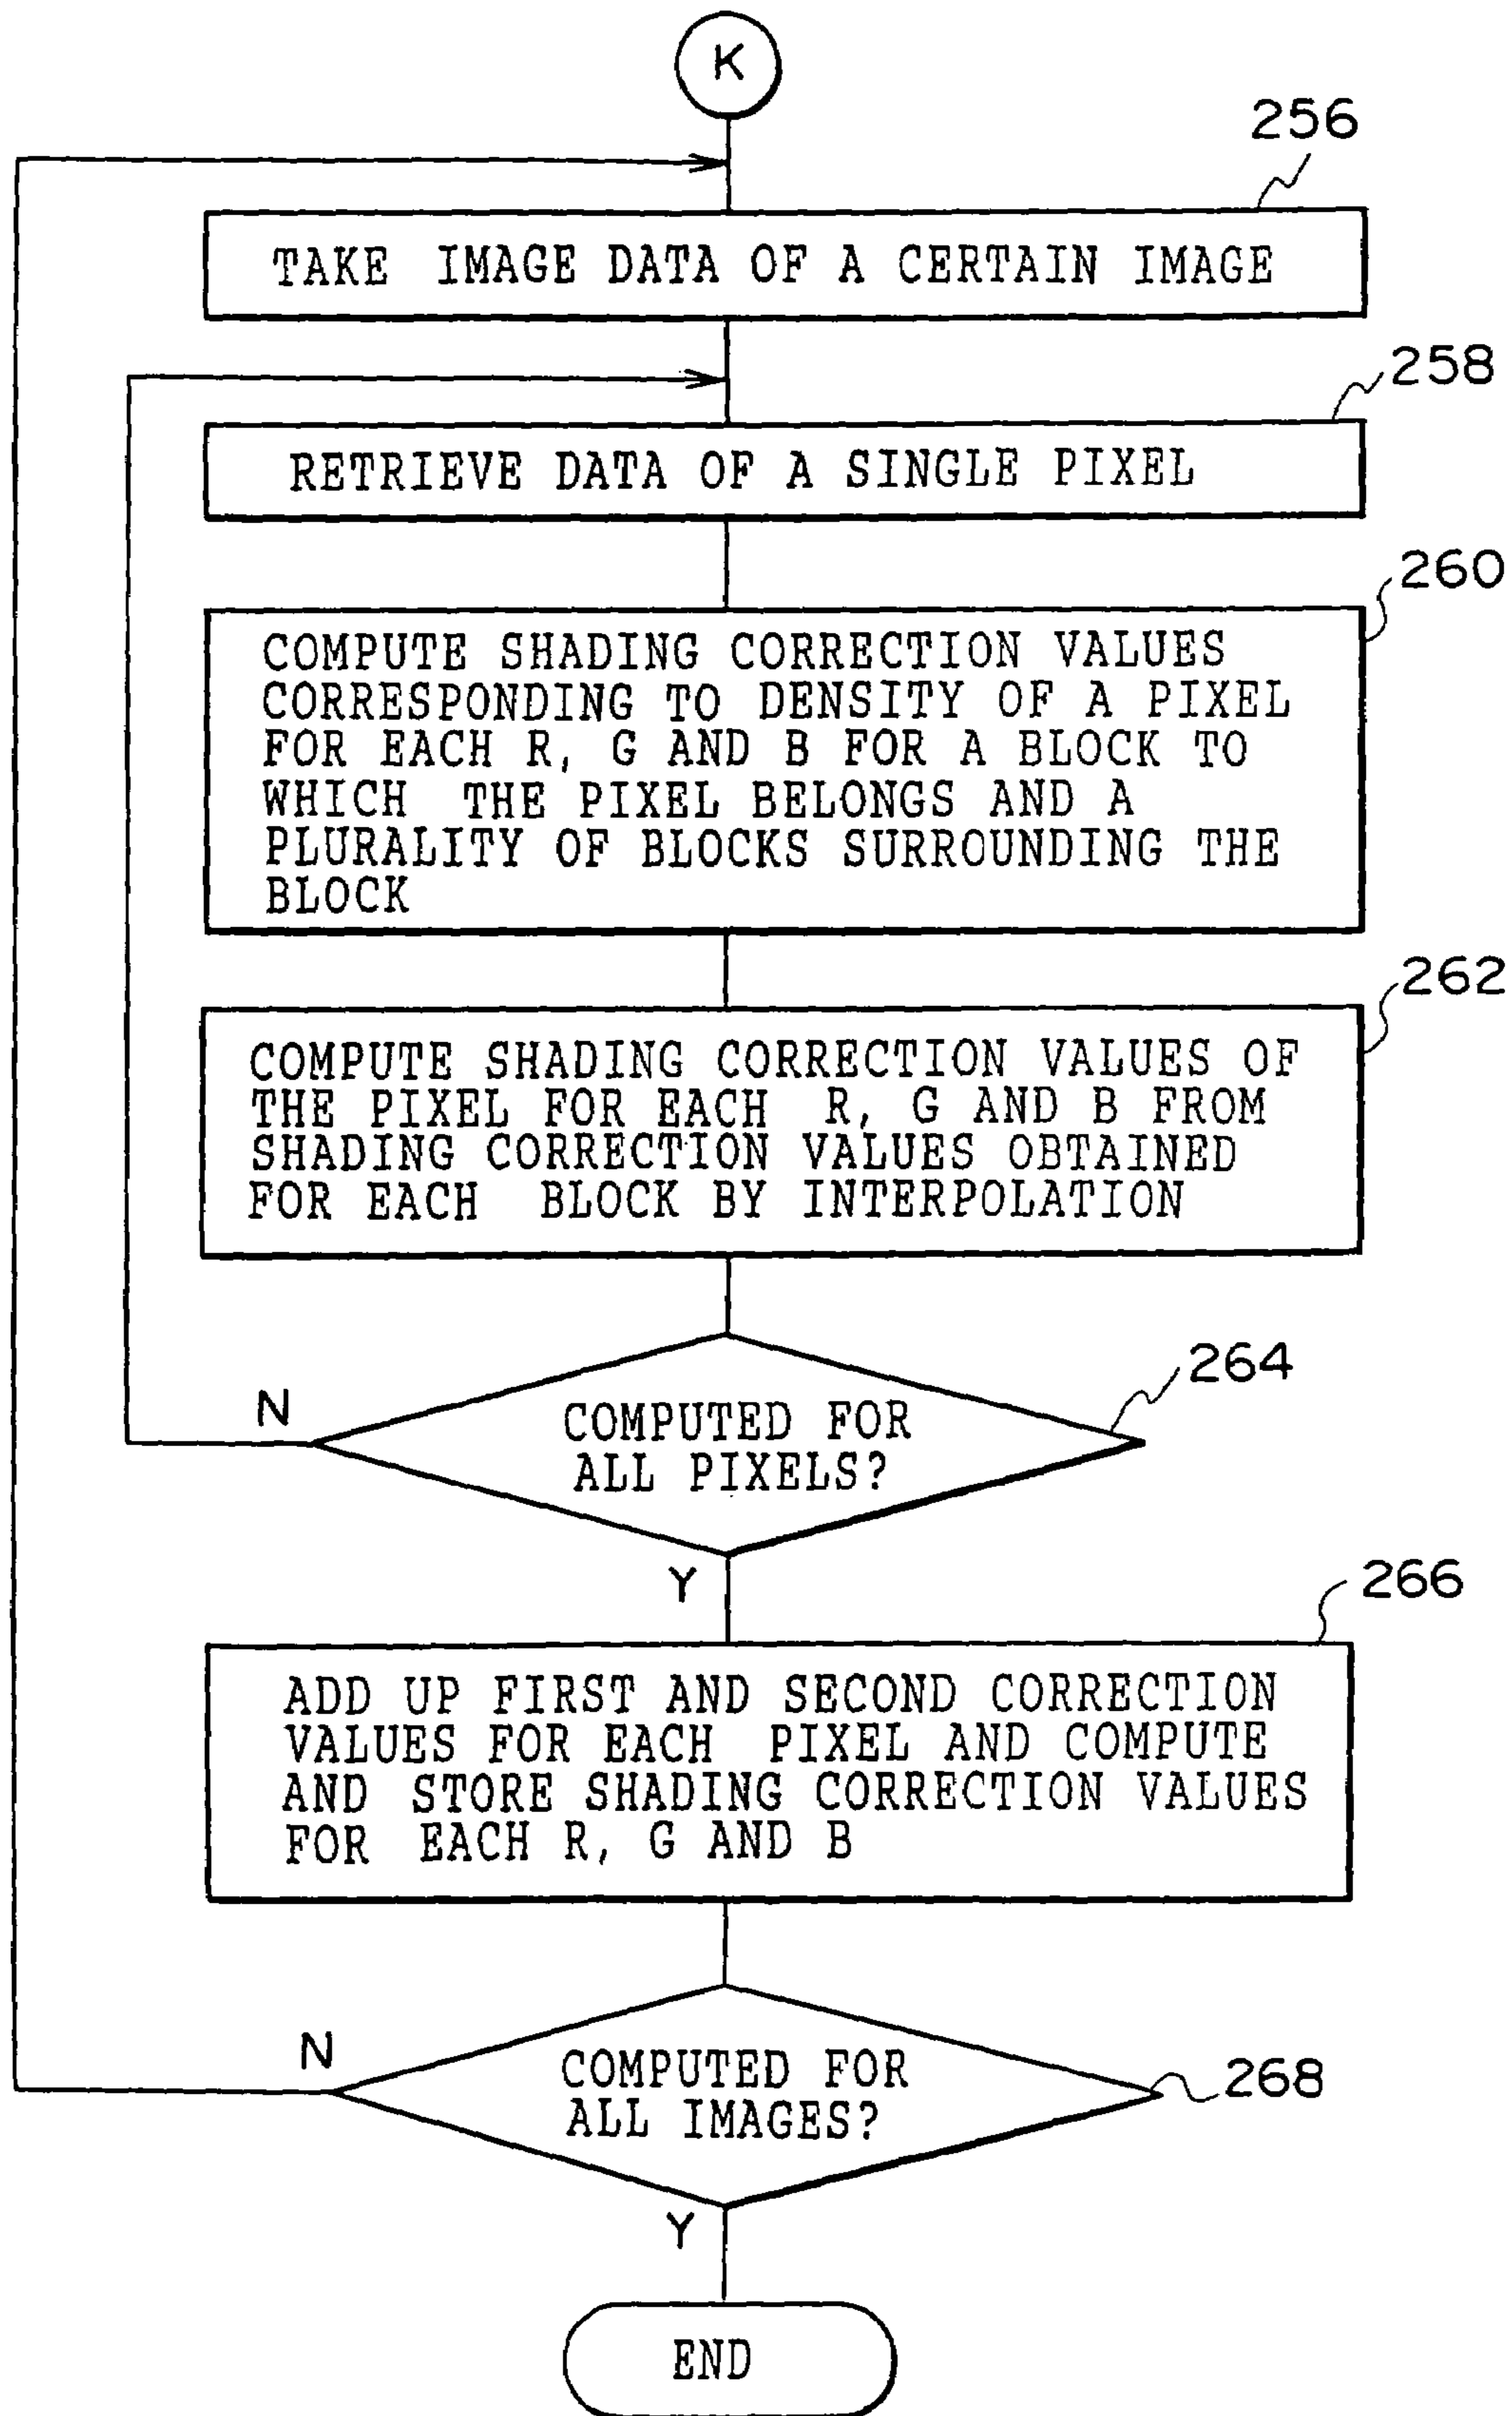 K
256
TAKE IMAGE DATA OF A CERTAIN IMAGE
258
RETRIEVE DATA OF A SINGLE PIXEL
260
COMPUTE SHADING CORRECTION VALUES
CORRESPONDING TO DENSITY OF A PIXEL
FOR EACH R, G AND B FOR A BLOCK TO
WHICH THE PIXEL BELONGS AND A
PLURALITY OF BLOCKS SURROUNDING THE
BLOCK
262
COMPUTE SHADING CORRECTION VALUES OF
THE PIXEL FOR EACH R, G AND B FROM
SHADING CORRECTION VALUES OBTAINED
FOR EACH BLOCK BY INTERPOLATION
264
N
COMPUTED FOR
ALL PIXELS?
Y
266
ADD UP FIRST AND SECOND CORRECTION
VALUES FOR EACH PIXEL AND COMPUTE
AND STORE SHADING CORRECTION VALUES
FOR EACH R, G AND B
N
COMPUTED FOR
ALL IMAGES?
268
Y
END